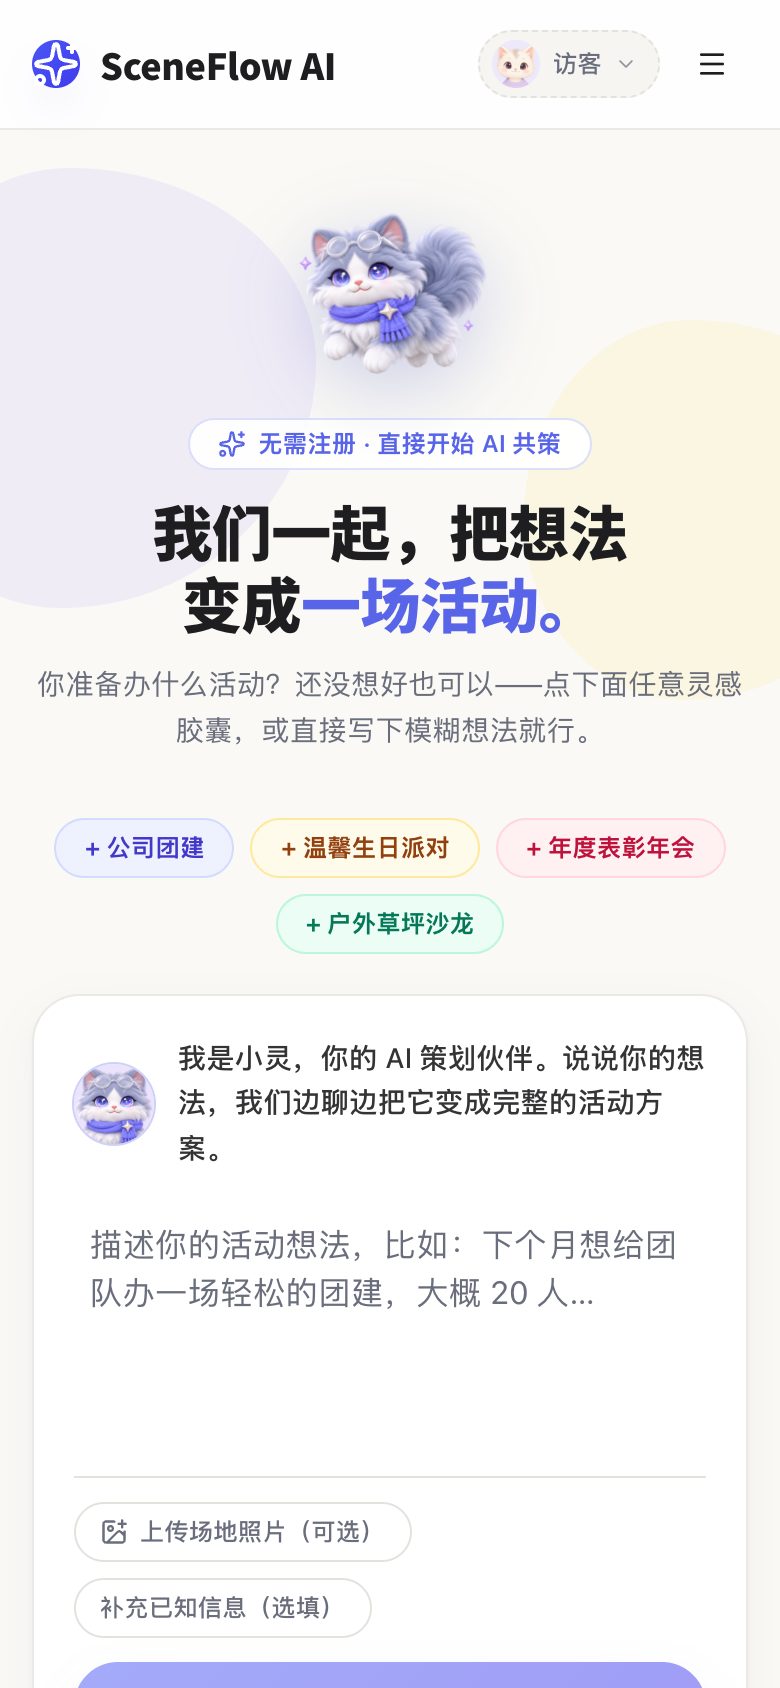 SceneFlow AI
访客
无需注册 · 直接开始 AI 共策
我们一起，把想法
变成一场活动。
你准备办什么活动？还没想好也可以——点下面任意灵感
胶囊，或直接写下模糊想法就行。
+ 公司团建
+ 温馨生日派对
+ 年度表彰年会
+ 户外草坪沙龙
我是小灵，你的 AI 策划伙伴。说说你的想
法，我们边聊边把它变成完整的活动方
案。
描述你的活动想法，比如：下个月想给团
队办一场轻松的团建，大概 20 人...
上传场地照片（可选）
补充已知信息（选填）